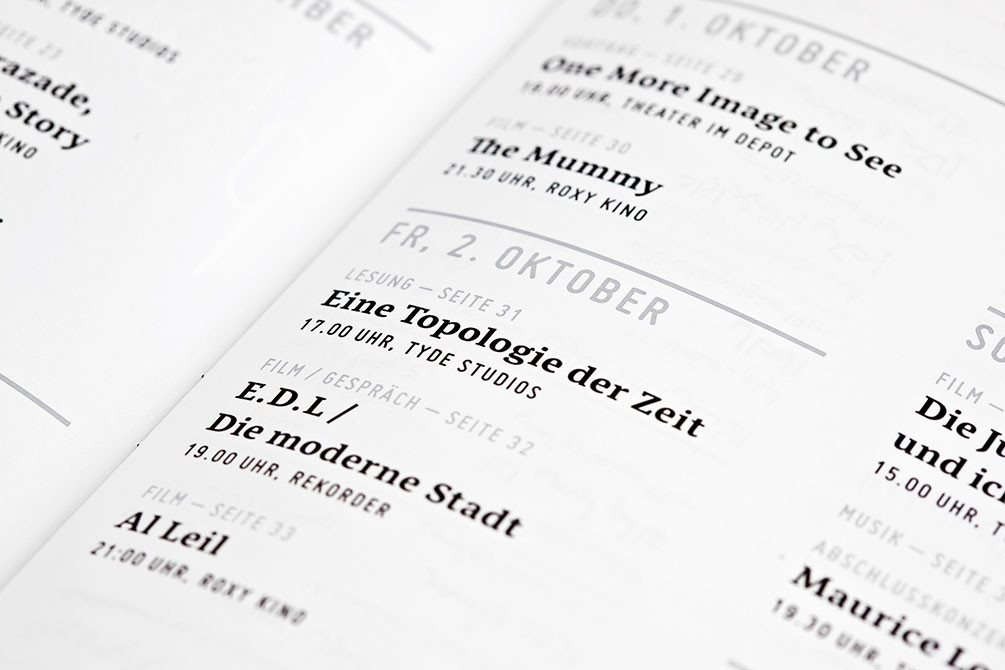 MBER
TYDE STUDIOS
SEITE 23
razade,
Story
KINO
DO, 1. OKTOBER
VORTRAG — SEITE 29
One More Image to See
19.00 UHR, THEATER IM DEPOT
FILM — SEITE 30
The Mummy
21.30 UHR, ROXY KINO
FR, 2. OKTOBER
LESUNG — SEITE 31
Eine Topologie der Zeit
17.00 UHR, TYDE STUDIOS
FILM / GESPRÄCH — SEITE 32
E.D.L /
Die moderne Stadt
19.00 UHR, REKORDER
FILM — SEITE 33
Al Leil
21:00 UHR, ROXY KINO
FILM —
Die Ju
und ic
15.00 UHR, T
MUSIK — SEITE 3
ABSCHLUSSKONZE
Maurice Lo
19.30 UHR,